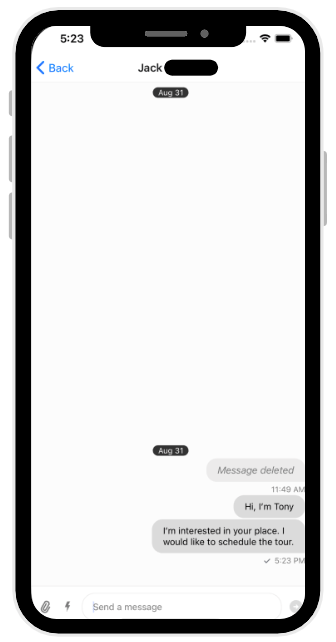 5:23
Back
Jack
Aug 31
Aug 31
Message deleted
11:49 AM
Hi, I'm Tony
I'm interested in your place. I
would like to schedule the tour.
5:23 PM
Send a message